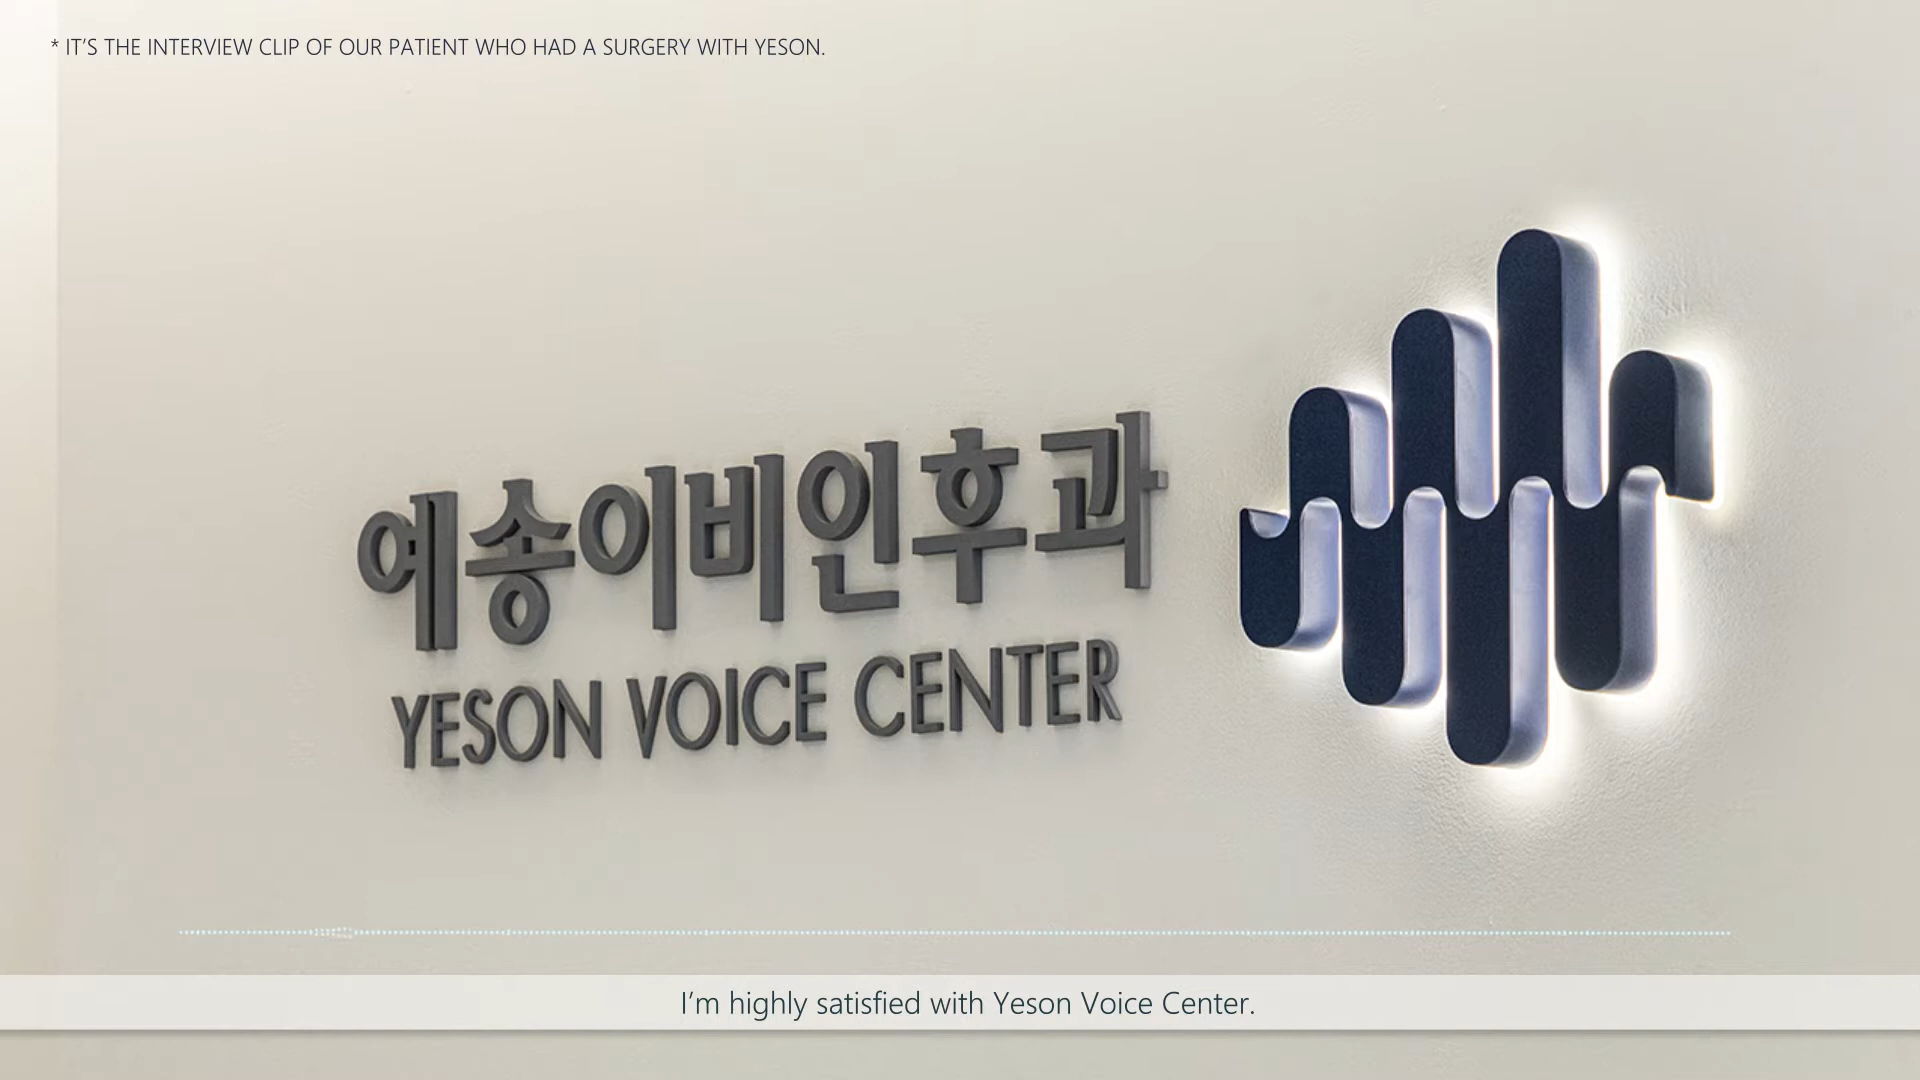 * IT'S THE INTERVIEW CLIP OF OUR PATIENT WHO HAD A SURGERY WITH YESON.
예송이비인후과
YESON VOICE CENTER
I'm highly satisfied with Yeson Voice Center.